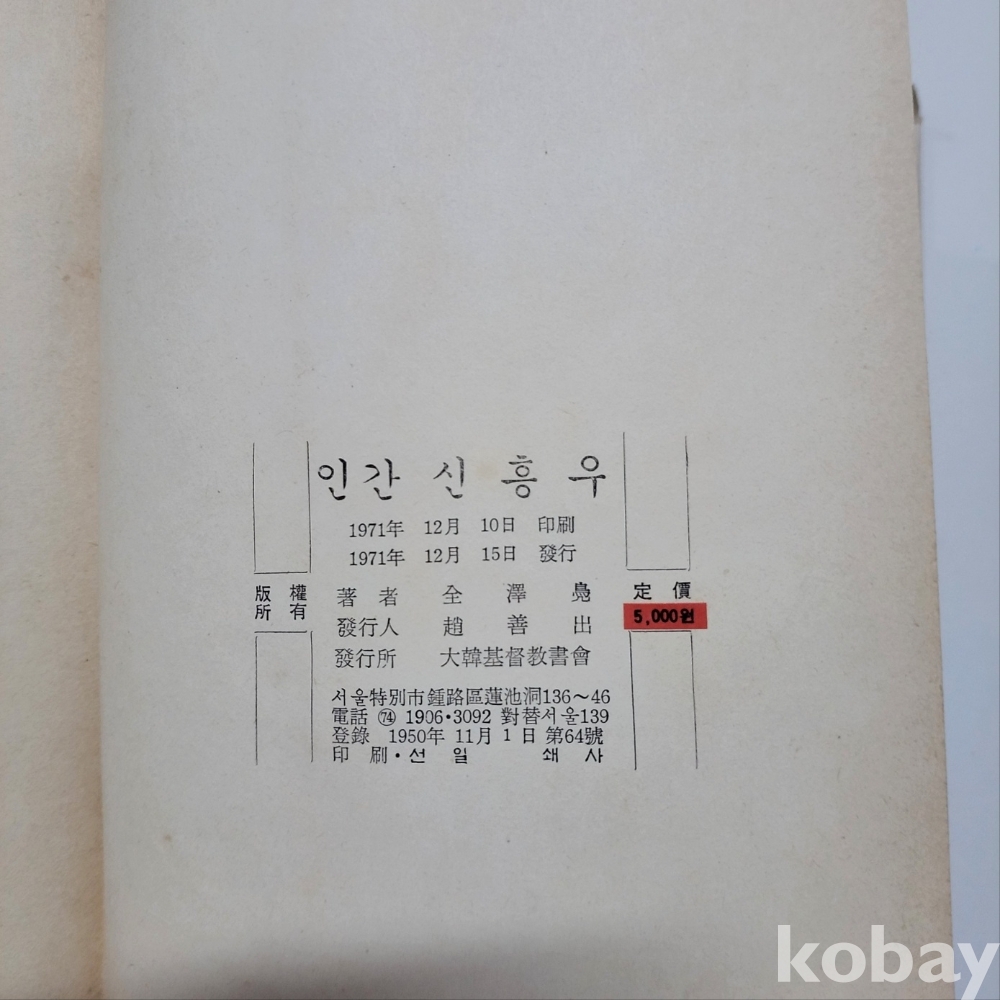 인간 신흥우
1971年 12月 10日 印刷
1971年 12月 15日 發行
版權
所有
著者 全澤鳧
發行人 趙善出
發行所 大韓基督教書會
定價
5,000원
서울特別市鍾路區蓮池洞136~46
電話 ㉔ 1906·3092 對替서울139
登錄 1950年 11月 1日 第64號
印刷·선일 쇄사
kobay